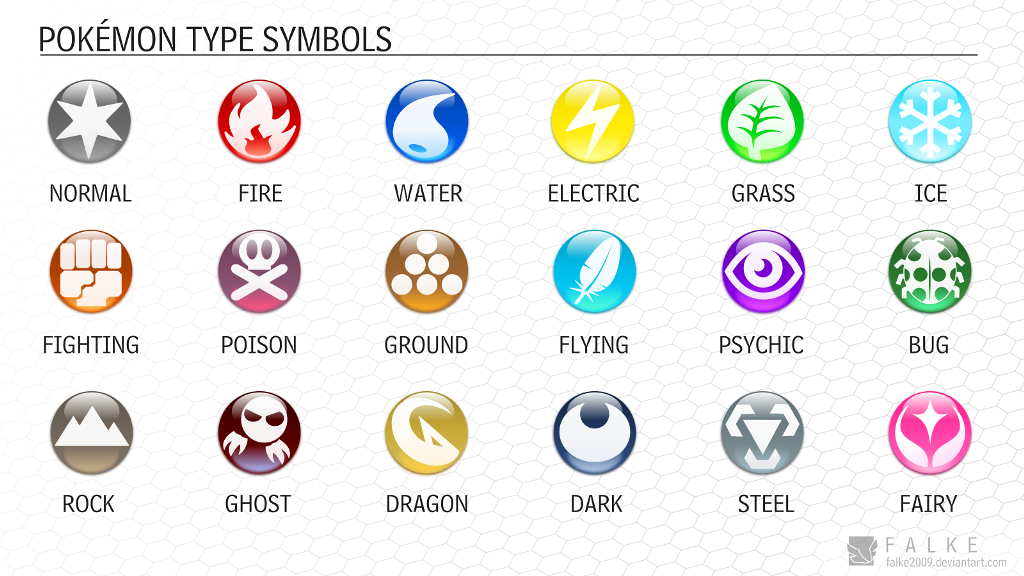 POKÉMON TYPE SYMBOLS
NORMAL FIRE WATER ELECTRIC GRASS ICE
FIGHTING POISON GROUND FLYING PSYCHIC BUG
ROCK GHOST DRAGON DARK STEEL FAIRY
FALKE
falke2009.deviantart.com